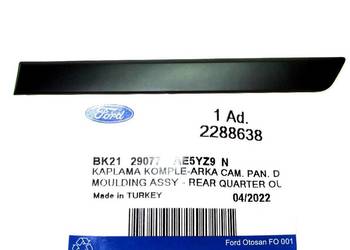 Ford
1 Ad.
2288638
BK21 29077 AE5YZ9 N
KAPLAMA KOMPLE-ARKA CAM. PAN. D
MOULDING ASSY - REAR QUARTER OU
Made in TURKEY 04/2022
Ford Otosan FO 001